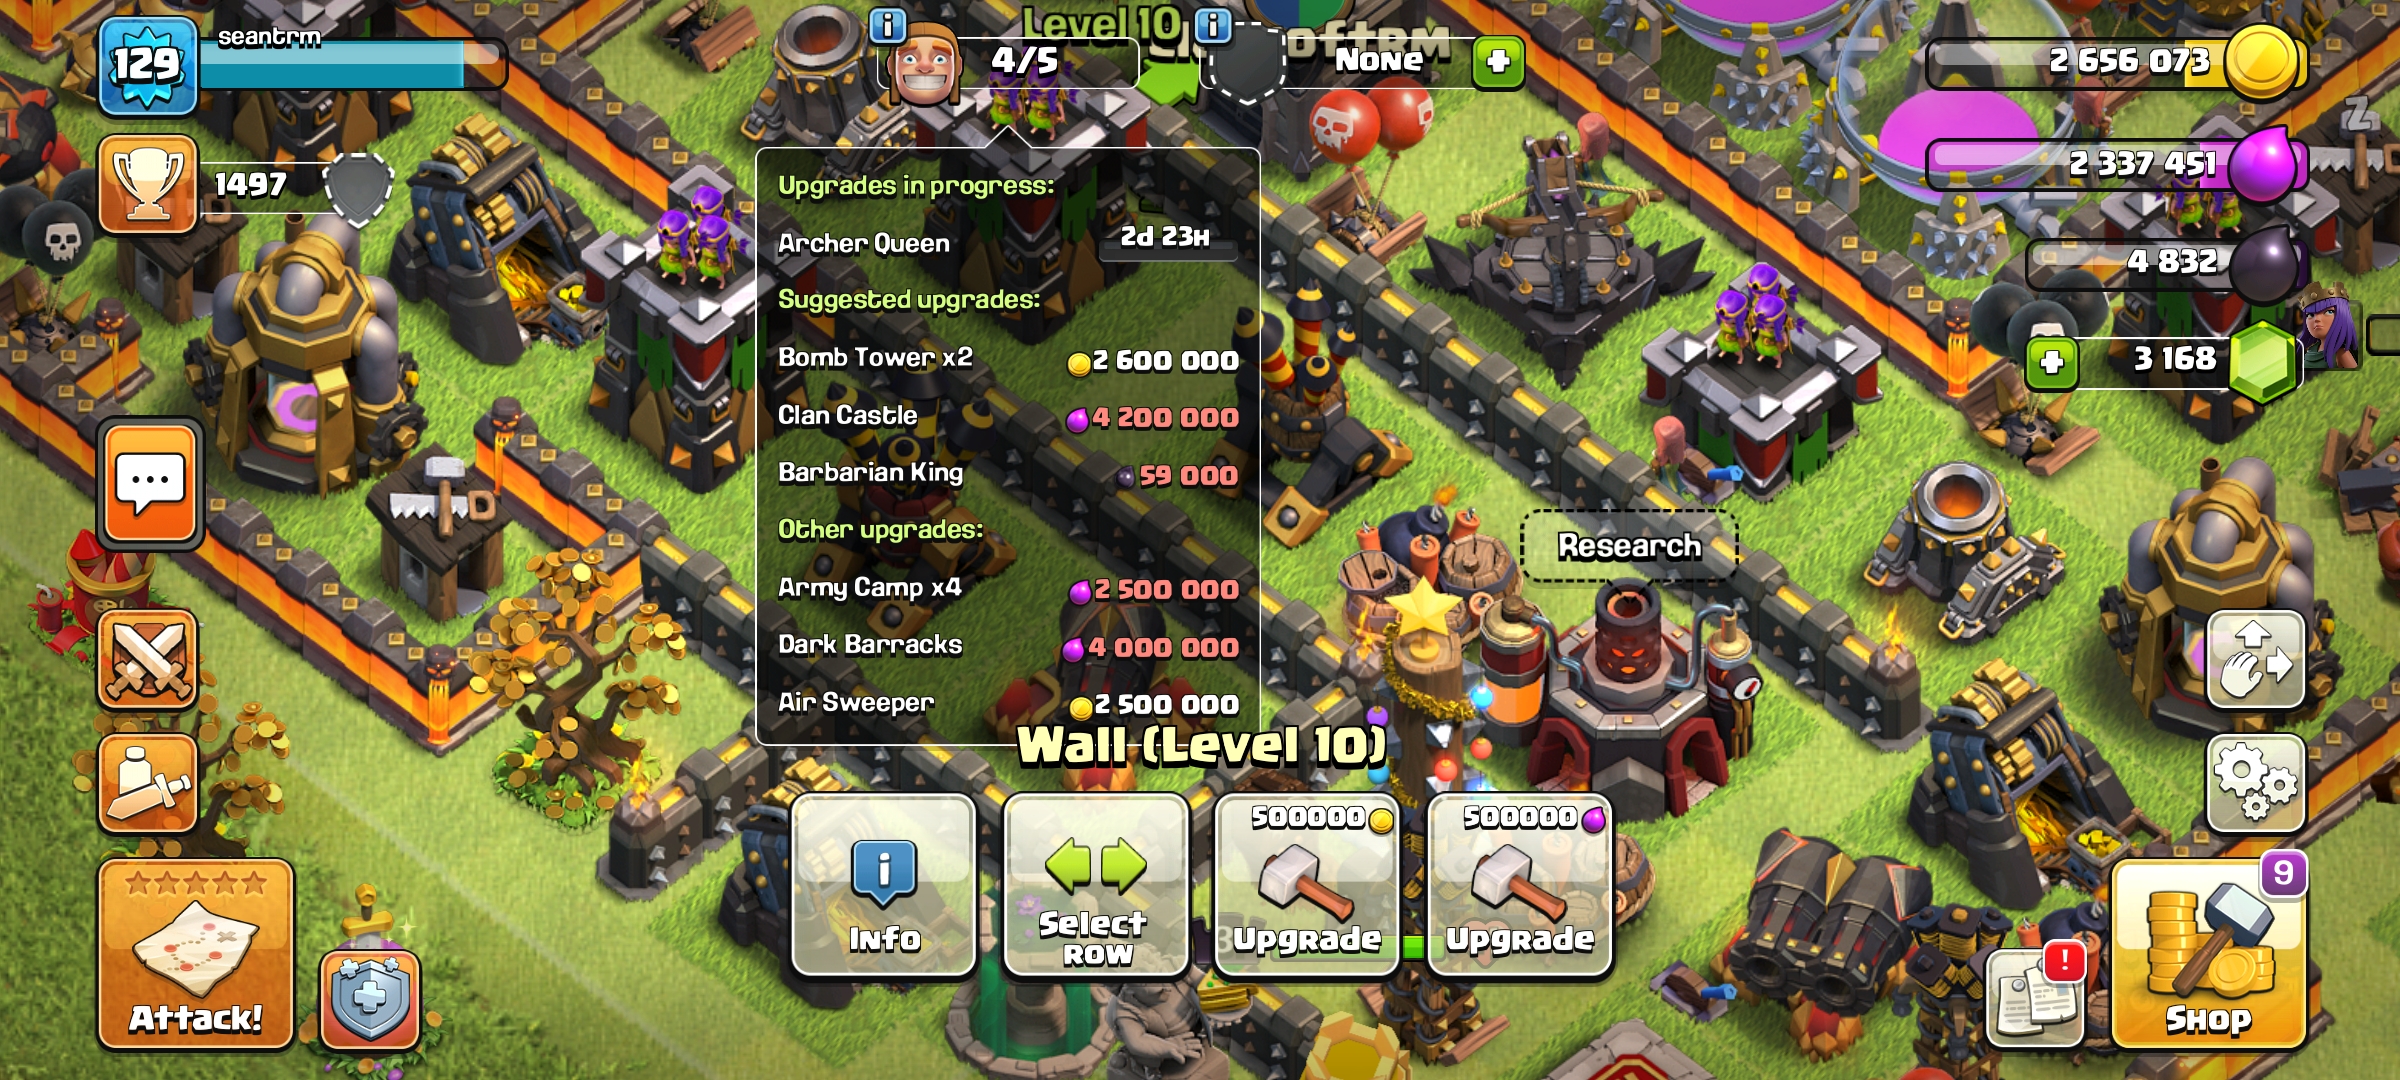 129
seantrm
Level 10
4/5
None
2 656 073
1497
2 337 451
4 832
3 168
Upgrades in progress:
Archer Queen 2d 23H
Suggested upgrades:
Bomb Tower x2 2 600 000
Clan Castle 4 200 000
Barbarian King 59 000
Other upgrades:
Army Camp x4 2 500 000
Dark Barracks 4 000 000
Air Sweeper 2 500 000
Research
Wall (Level 10)
Info
Select Row
500000
Upgrade
500000
Upgrade
Attack!
!
9
Shop